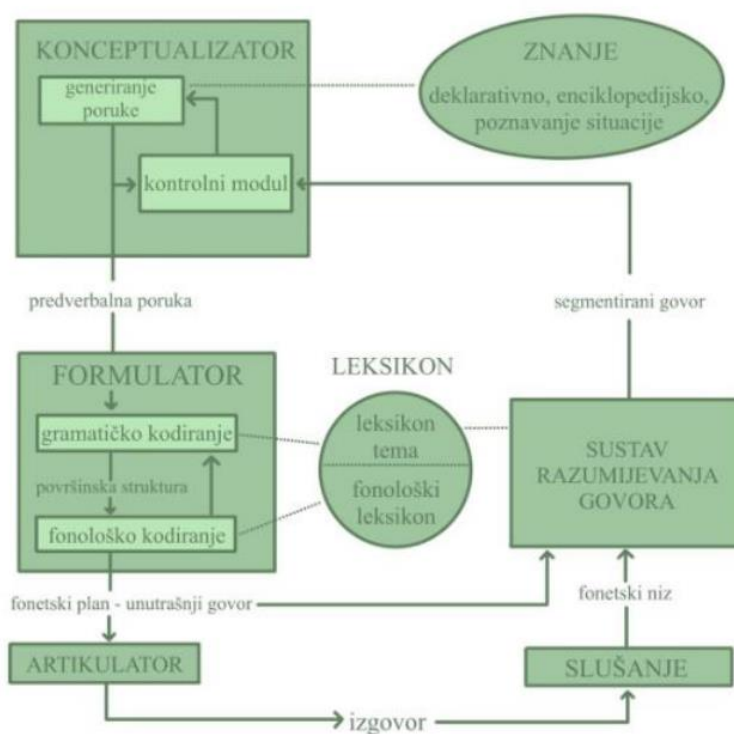 KONCEPTUALIZATOR
generiranje
poruke
kontrolni modul
ZNANJE
deklarativno, enciklopedijsko,
poznavanje situacije
predverbalna poruka
segmentirani govor
FORMULATOR
gramatičko kodiranje
površinska struktura
fonološko kodiranje
LEKSIKON
leksikon
tema
fonološki
leksikon
SUSTAV
RAZUMIJEVANJA
GOVORA
fonetski plan - unutrašnji govor
fonetski niz
ARTIKULATOR
SLUŠANJE
izgovor